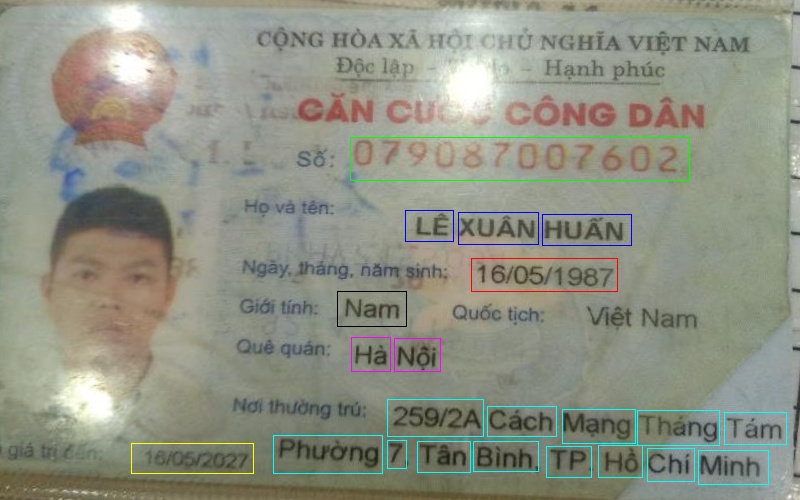 CỘNG HÒA XÃ HỘI CHỦ NGHĨA VIỆT NAM
Độc lập - do - Hạnh phúc
CĂN CƯỚC CÔNG DÂN
Số: 079087007602
Họ và tên:
LÊ XUÂN HUẤN
Ngày, tháng, năm sinh: 16/05/1987
Giới tính: Nam Quốc tịch: Việt Nam
Quê quán: Hà Nội
Nơi thường trú: 259/2A Cách Mạng Tháng Tám
giá trị đến: 16/05/2027 Phường 7, Tân Bình, TP. Hồ Chí Minh